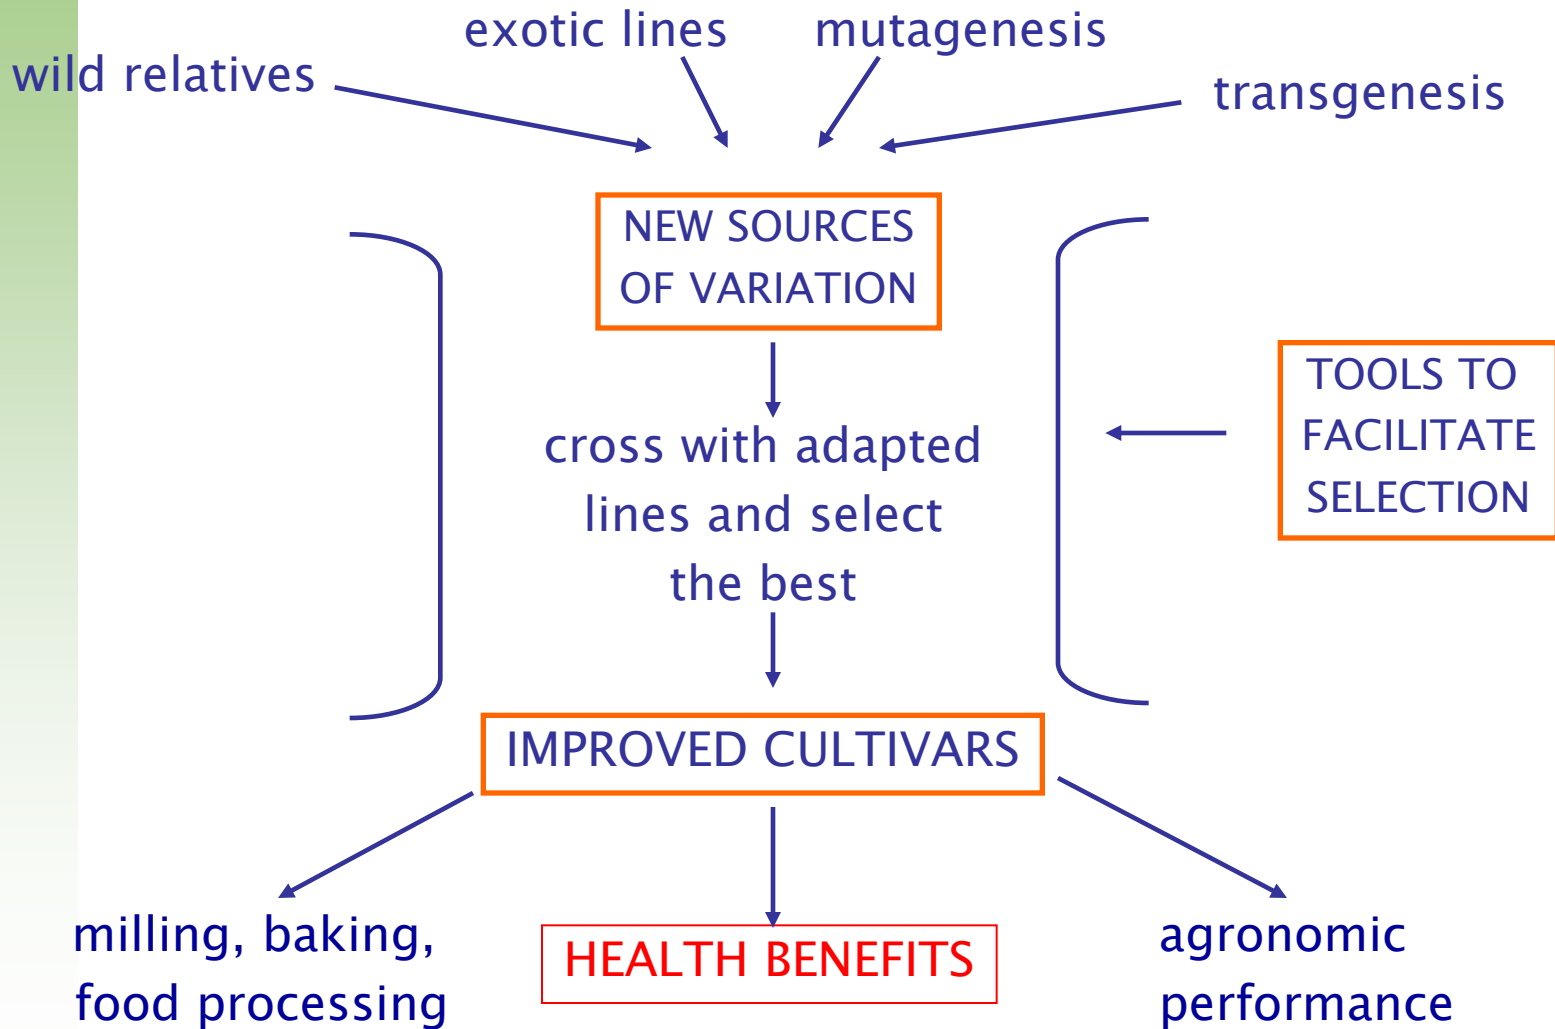 exotic lines
mutagenesis
wild relatives
transgenesis
NEW SOURCES
OF VARIATION
TOOLS TO
FACILITATE
SELECTION
cross with adapted
lines and select
the best
IMPROVED CULTIVARS
milling, baking,
food processing
HEALTH BENEFITS
agronomic
performance